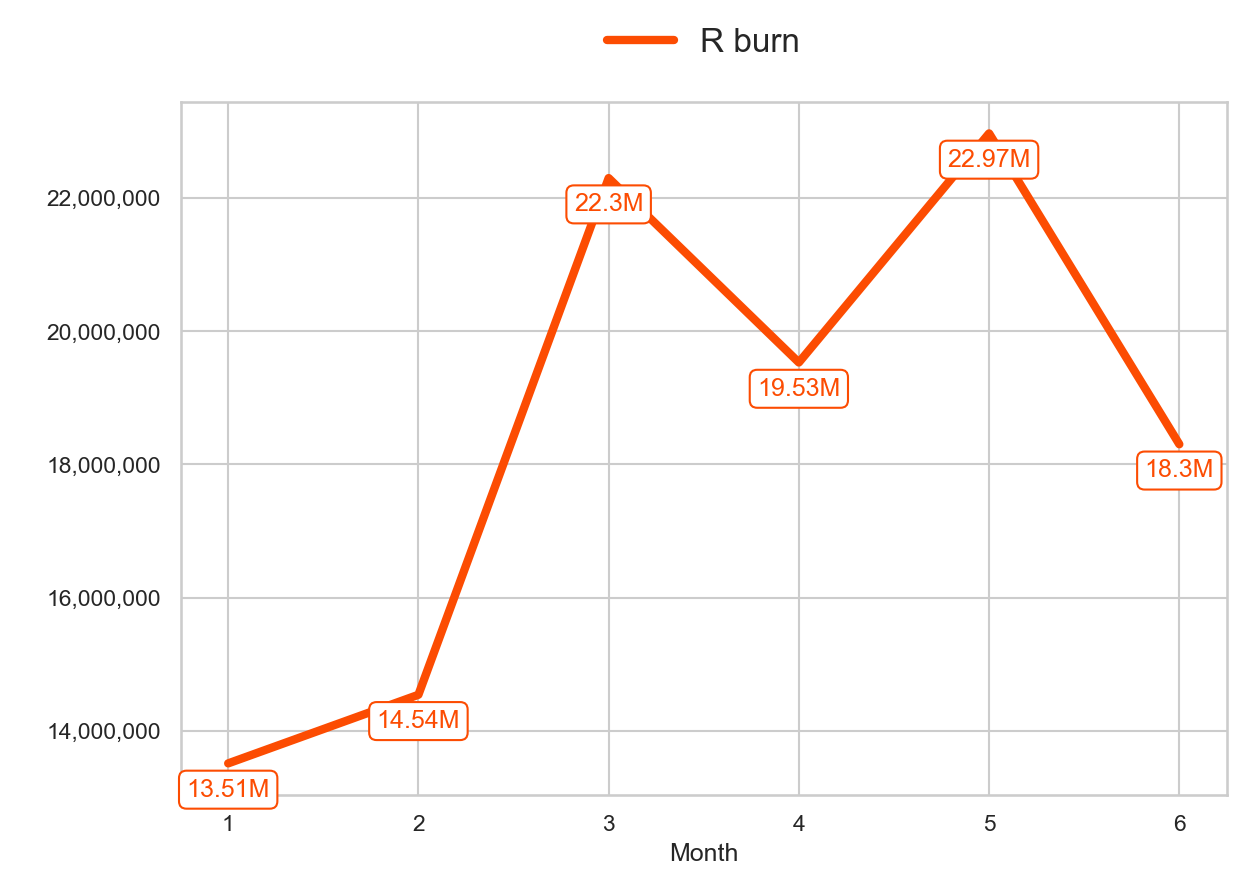 R burn
22.97M
22,000,000
22.3M
20,000,000
19.53M
18,000,000
18.3M
16,000,000
14,000,000
14.54M
13.51M
1 2 3 4 5 6
Month